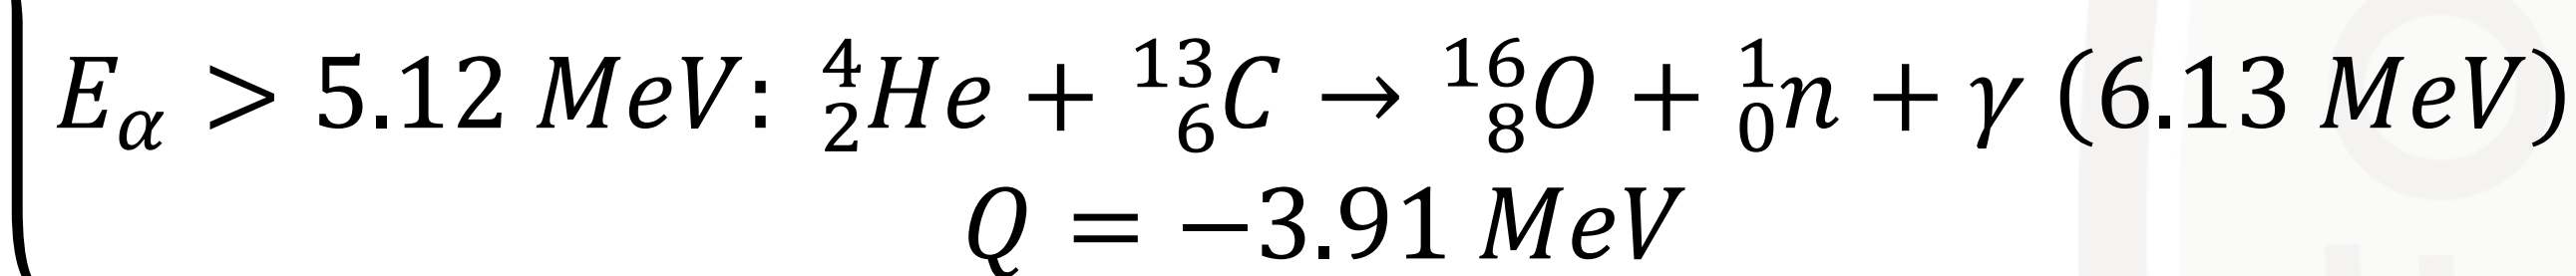 E_α > 5.12 MeV: ⁴₂He + ¹³₆C → ¹⁶₈O + ¹₀n + γ (6.13 MeV)
Q = −3.91 MeV